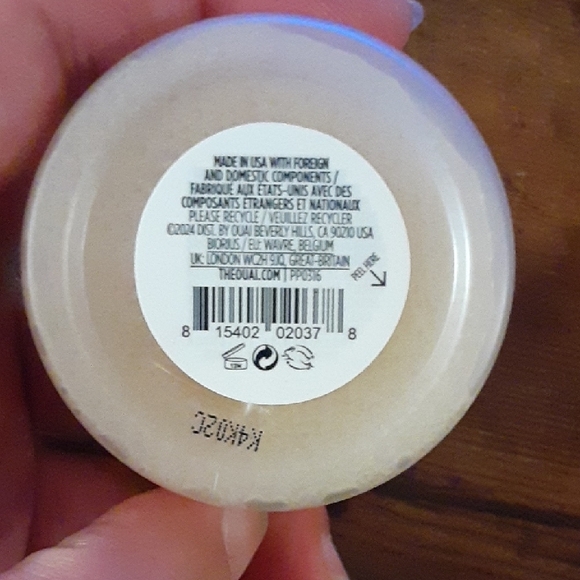 MADE IN USA WITH FOREIGN
AND DOMESTIC COMPONENTS /
FABRIQUÉ AUX ÉTATS-UNIS AVEC DES
COMPOSANTS ÉTRANGERS ET NATIONAUX
PLEASE RECYCLE / VEUILLEZ RECYCLER
©2024 DIST. BY OUAI BEVERLY HILLS, CA 90210 USA
BIORIUS / EU: WAVRE, BELGIUM
UK: LONDON WC2H 9JQ, GREAT-BRITAIN
THEOUAI.COM | PP0316
PEEL HERE
8 15402 02037 8
12M
K4K02C